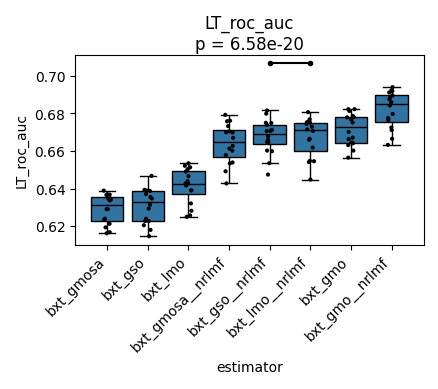 LT_roc_auc
p = 6.58e-20
LT_roc_auc
0.70
0.68
0.66
0.64
0.62
bxt_gmosa
bxt_gso
bxt_lmo
bxt_gmosa__nrlmf
bxt_gso__nrlmf
bxt_lmo__nrlmf
bxt_gmo
bxt_gmo__nrlmf
estimator